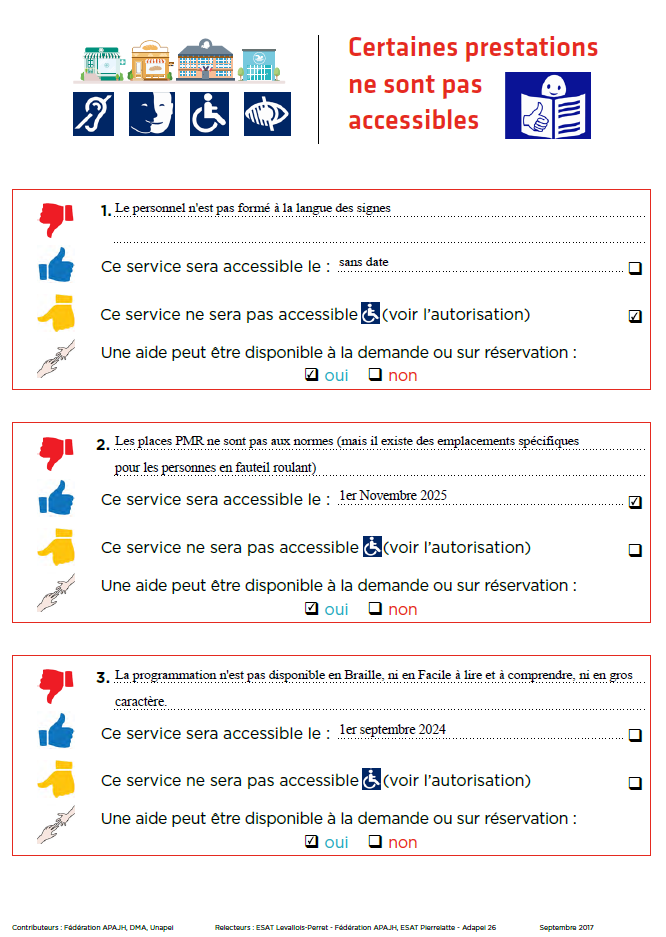 Certaines prestations
ne sont pas
accessibles
1. Le personnel n'est pas formé à la langue des signes
Ce service sera accessible le : sans date
Ce service ne sera pas accessible (voir l'autorisation)
Une aide peut être disponible à la demande ou sur réservation :
oui non
2. Les places PMR ne sont pas aux normes (mais il existe des emplacements spécifiques
pour les personnes en fauteil roulant)
Ce service sera accessible le : 1er Novembre 2025
Ce service ne sera pas accessible (voir l'autorisation)
Une aide peut être disponible à la demande ou sur réservation :
oui non
3. La programmation n'est pas disponible en Braille, ni en Facile à lire et à comprendre, ni en gros
caractère.
Ce service sera accessible le : 1er septembre 2024
Ce service ne sera pas accessible (voir l'autorisation)
Une aide peut être disponible à la demande ou sur réservation :
oui non
Contributeurs : Fédération APAJH, DMA, Unapei Relecteurs : ESAT Levallois-Perret - Fédération APAJH, ESAT Pierrelatte - Adapei 26 Septembre 2017